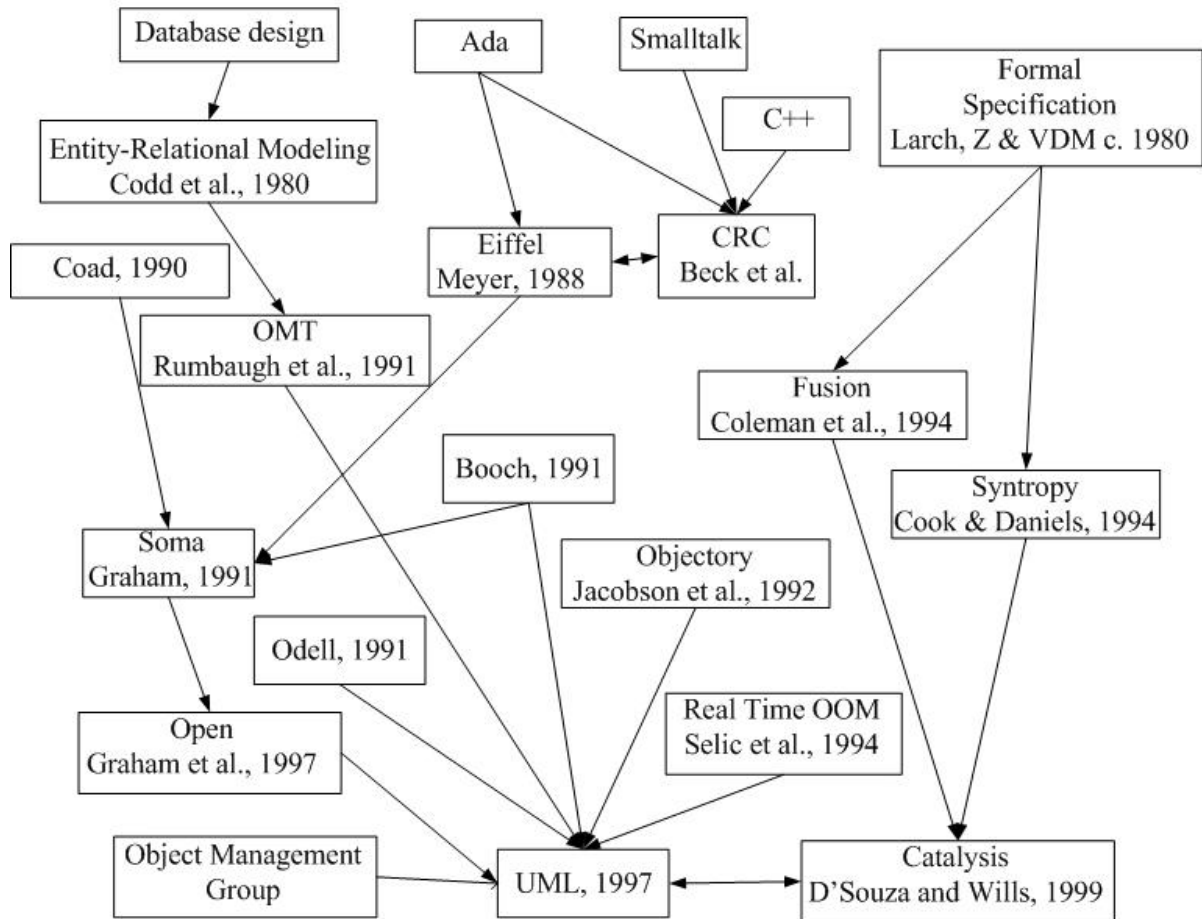 Database design
Ada
Smalltalk
Formal
Specification
Larch, Z & VDM c. 1980
C++
Entity-Relational Modeling
Codd et al., 1980
Coad, 1990
Eiffel
Meyer, 1988
CRC
Beck et al.
OMT
Rumbaugh et al., 1991
Fusion
Coleman et al., 1994
Booch, 1991
Syntropy
Cook & Daniels, 1994
Soma
Graham, 1991
Objectory
Jacobson et al., 1992
Odell, 1991
Open
Graham et al., 1997
Real Time OOM
Selic et al., 1994
Object Management
Group
UML, 1997
Catalysis
D’Souza and Wills, 1999